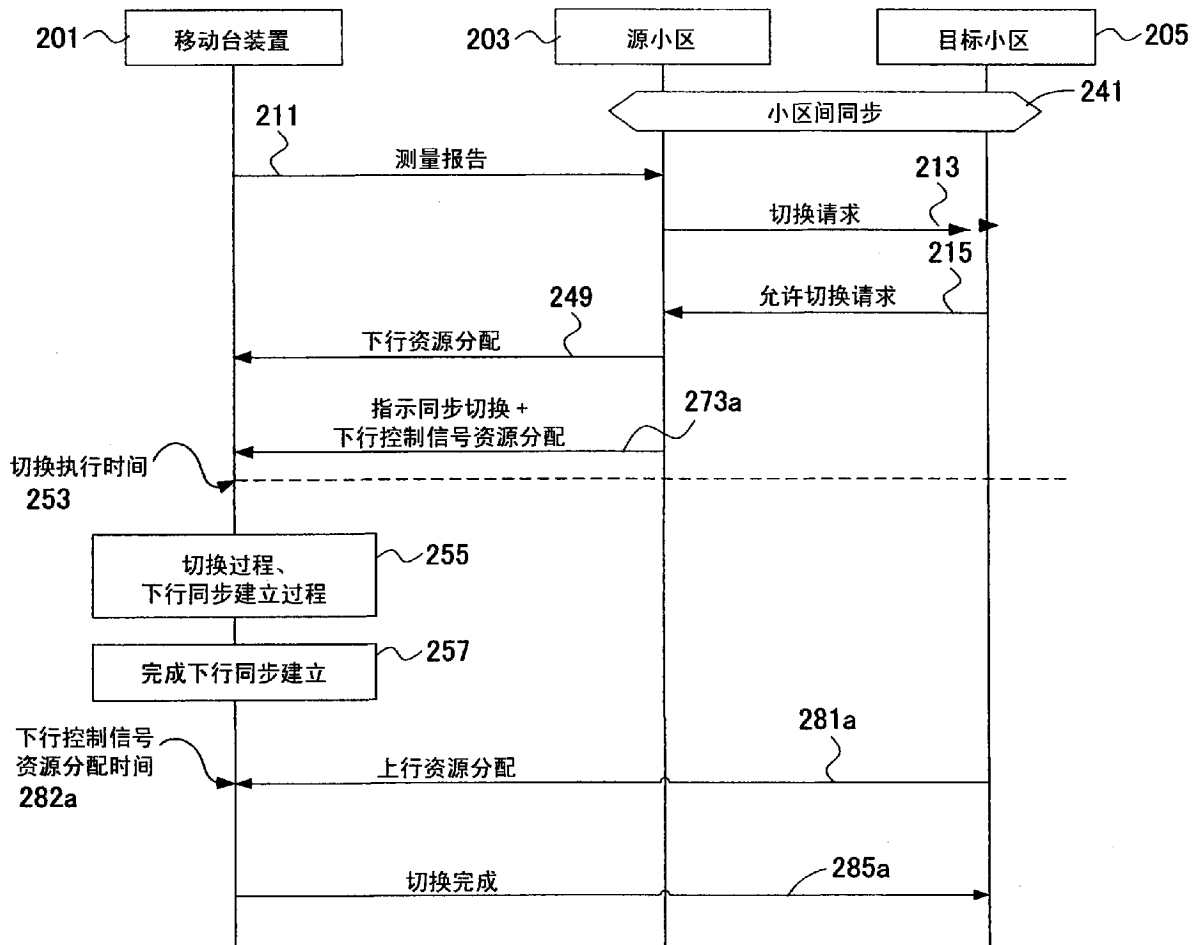 201
移动台装置
203
源小区
目标小区
205
小区间同步
241
211
测量报告
213
切换请求
215
允许切换请求
249
下行资源分配
指示同步切换+
下行控制信号资源分配
273a
切换执行时间
253
切换过程、
下行同步建立过程
255
完成下行同步建立
257
下行控制信号
资源分配时间
282a
281a
上行资源分配
切换完成
285a